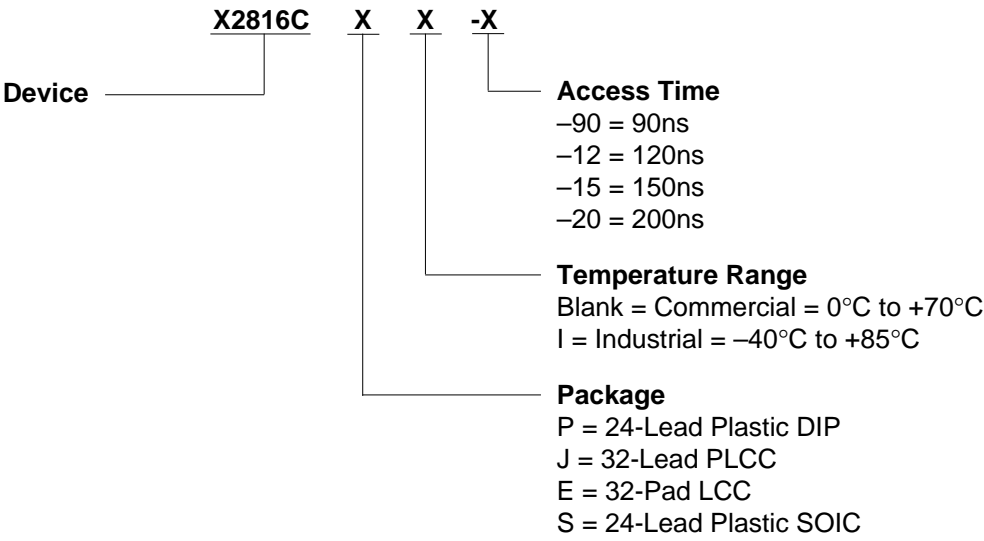 X2816C X X -X
Device
Access Time
–90 = 90ns
–12 = 120ns
–15 = 150ns
–20 = 200ns
Temperature Range
Blank = Commercial = 0°C to +70°C
I = Industrial = –40°C to +85°C
Package
P = 24-Lead Plastic DIP
J = 32-Lead PLCC
E = 32-Pad LCC
S = 24-Lead Plastic SOIC